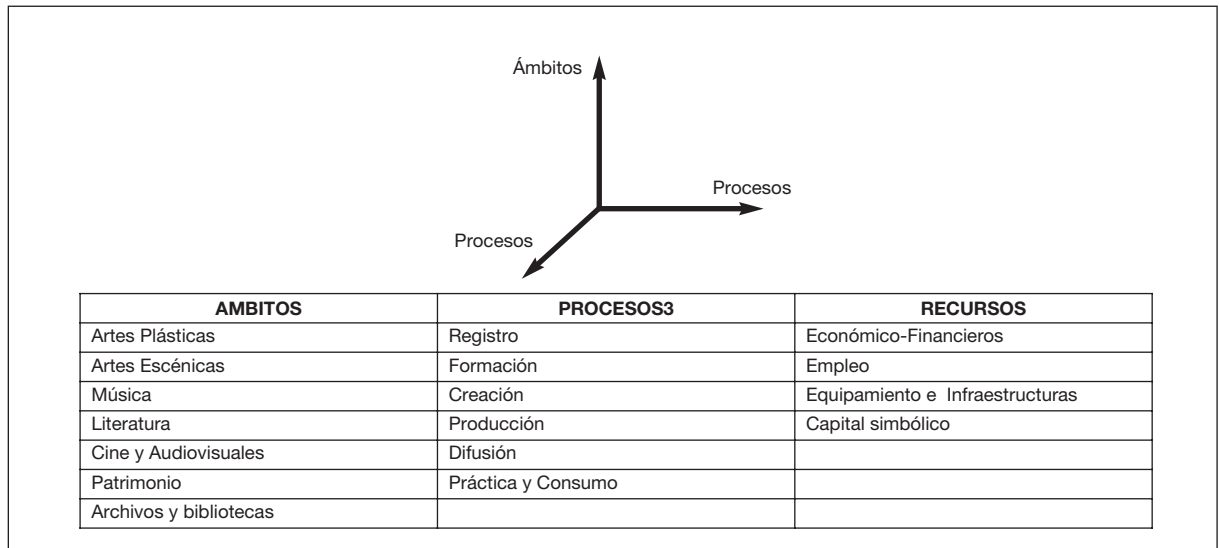 Ámbitos
Procesos
Procesos
AMBITOS PROCESOS3 RECURSOS
Artes Plásticas Registro Económico-Financieros
Artes Escénicas Formación Empleo
Música Creación Equipamiento e Infraestructuras
Literatura Producción Capital simbólico
Cine y Audiovisuales Difusión
Patrimonio Práctica y Consumo
Archivos y bibliotecas